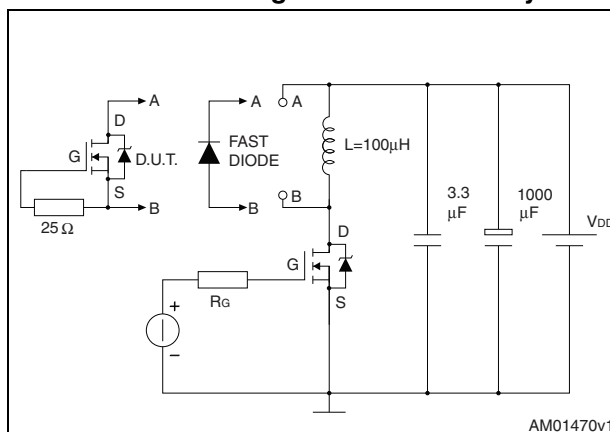 A
D
G
D.U.T.
S
B
25 Ω
A
FAST
DIODE
B
A
L=100μH
B
D
G
S
RG
+
–
3.3
μF
1000
μF
VDD
AM01470v1